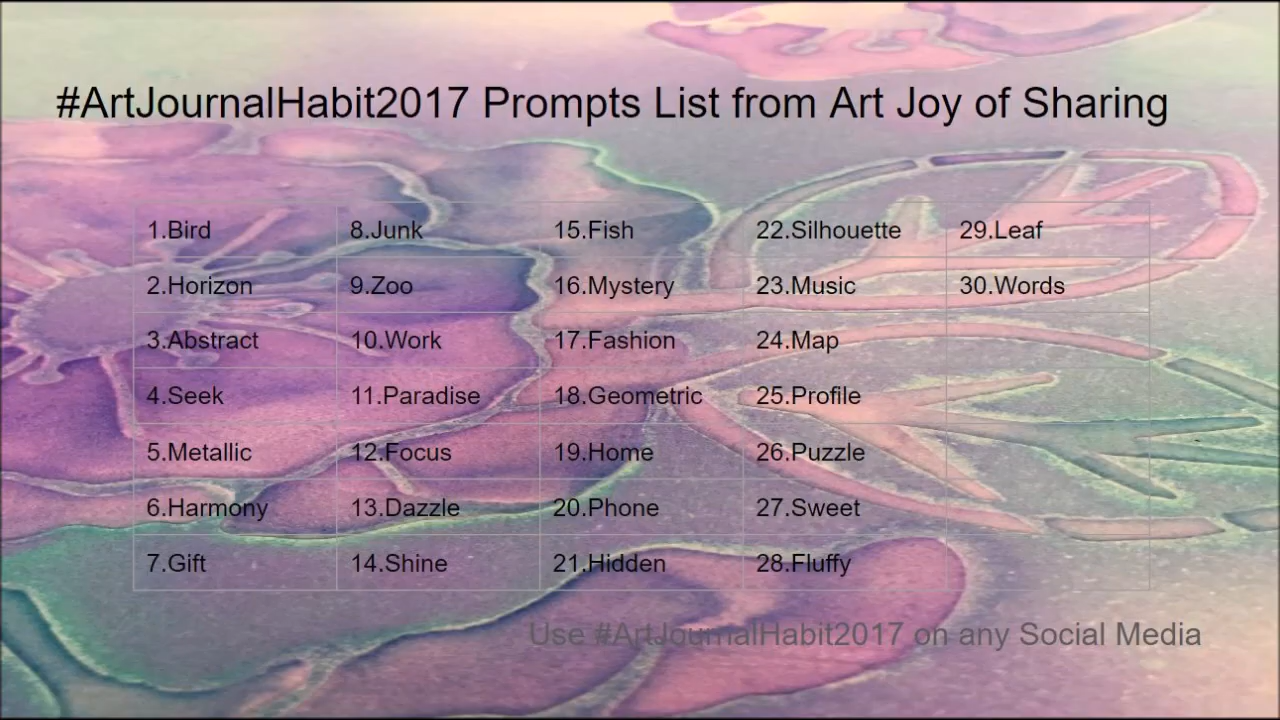 #ArtJournalHabit2017 Prompts List from Art Joy of Sharing
1.Bird 8.Junk 15.Fish 22.Silhouette 29.Leaf
2.Horizon 9.Zoo 16.Mystery 23.Music 30.Words
3.Abstract 10.Work 17.Fashion 24.Map
4.Seek 11.Paradise 18.Geometric 25.Profile
5.Metallic 12.Focus 19.Home 26.Puzzle
6.Harmony 13.Dazzle 20.Phone 27.Sweet
7.Gift 14.Shine 21.Hidden 28.Fluffy
Use #ArtJournalHabit2017 on any Social Media